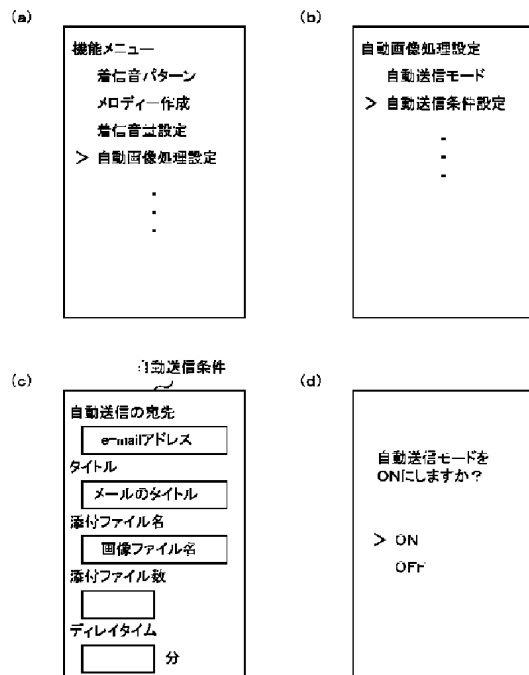 (a)
機能メニュー
着信音パターン
メロディー作成
着信音量設定
> 自動画像処理設定
(b)
自動画像処理設定
自動送信モード
> 自動送信条件設定
(c)
自動送信条件
自動送信の宛先
e-mailアドレス
タイトル
メールのタイトル
添付ファイル名
画像ファイル名
添付ファイル数
ディレイタイム
分
(d)
自動送信モードを
ONにしますか？
> ON
OFF